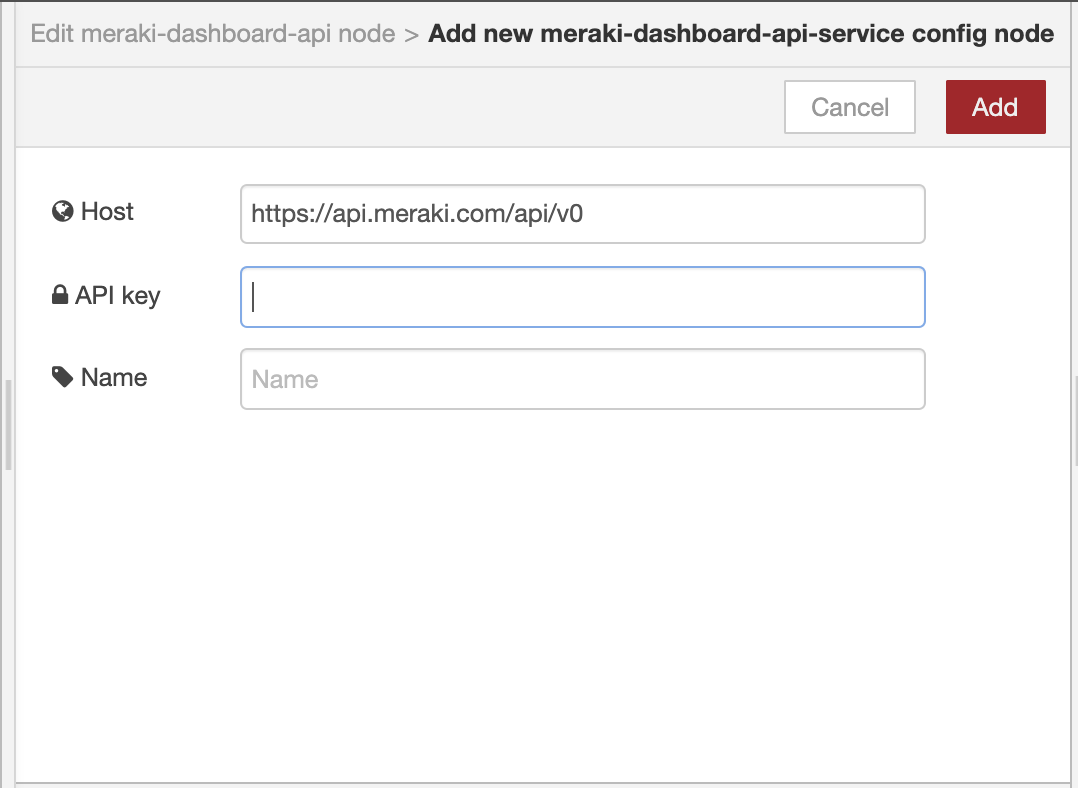 Edit meraki-dashboard-api node > Add new meraki-dashboard-api-service config node
Cancel Add
Host https://api.meraki.com/api/v0
API key
Name Name